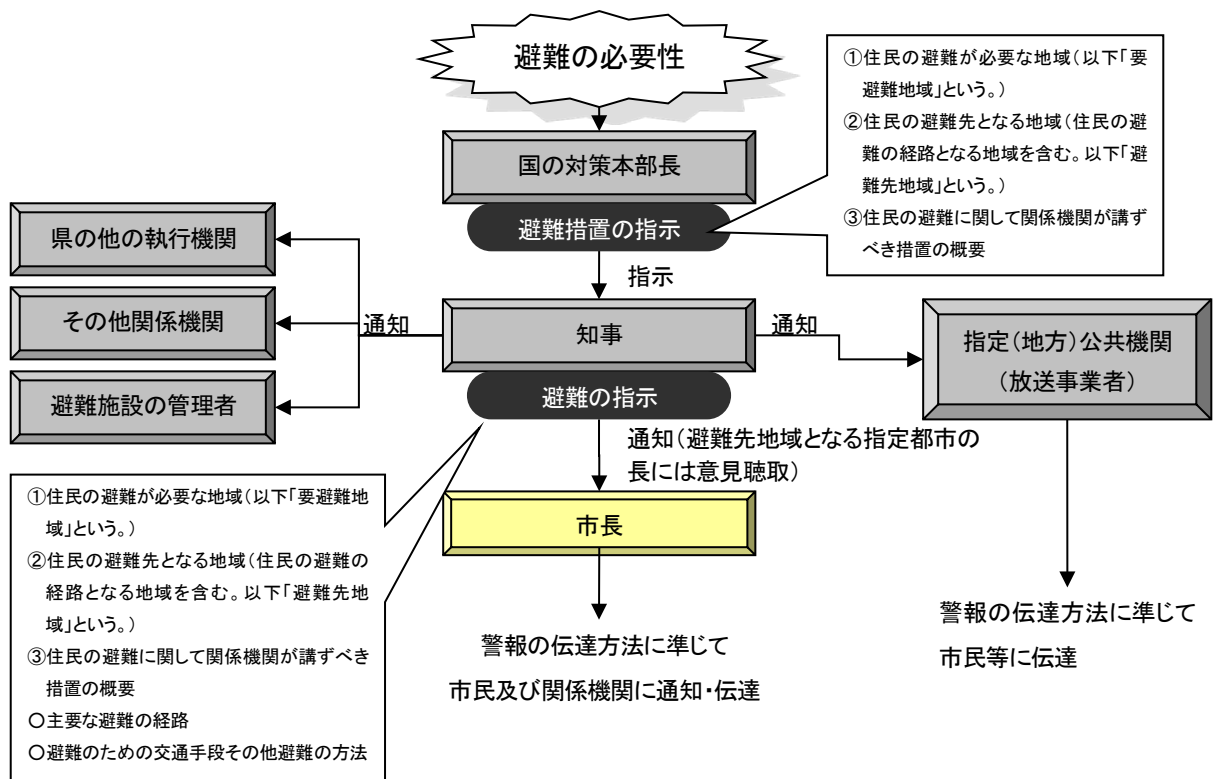 避難の必要性
①住民の避難が必要な地域(以下「要
避難地域」という。)
②住民の避難先となる地域(住民の避
難の経路となる地域を含む。以下「避
難先地域」という。)
③住民の避難に関して関係機関が講ず
べき措置の概要
国の対策本部長
避難措置の指示
指示
県の他の執行機関
その他関係機関
避難施設の管理者
通知
知事
通知
指定(地方)公共機関
(放送事業者)
避難の指示
通知(避難先地域となる指定都市の
長には意見聴取)
市長
①住民の避難が必要な地域(以下「要避難地
域」という。)
②住民の避難先となる地域(住民の避難の
経路となる地域を含む。以下「避難先地
域」という。)
③住民の避難に関して関係機関が講ずべき
措置の概要
○主要な避難の経路
○避難のための交通手段その他避難の方法
警報の伝達方法に準じて
市民及び関係機関に通知・伝達
警報の伝達方法に準じて
市民等に伝達